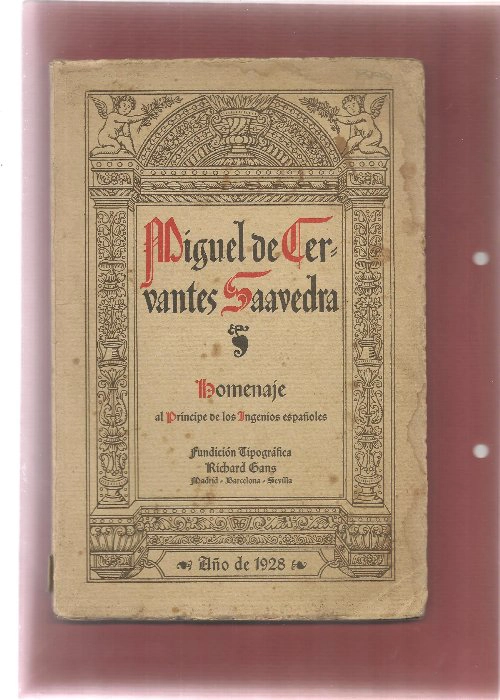 Miguel de Cer-
vantes Saavedra
Homenaje
al Príncipe de los Ingenios españoles
Fundición Tipográfica
Richard Gans
Madrid - Barcelona - Sevilla
Año de 1928